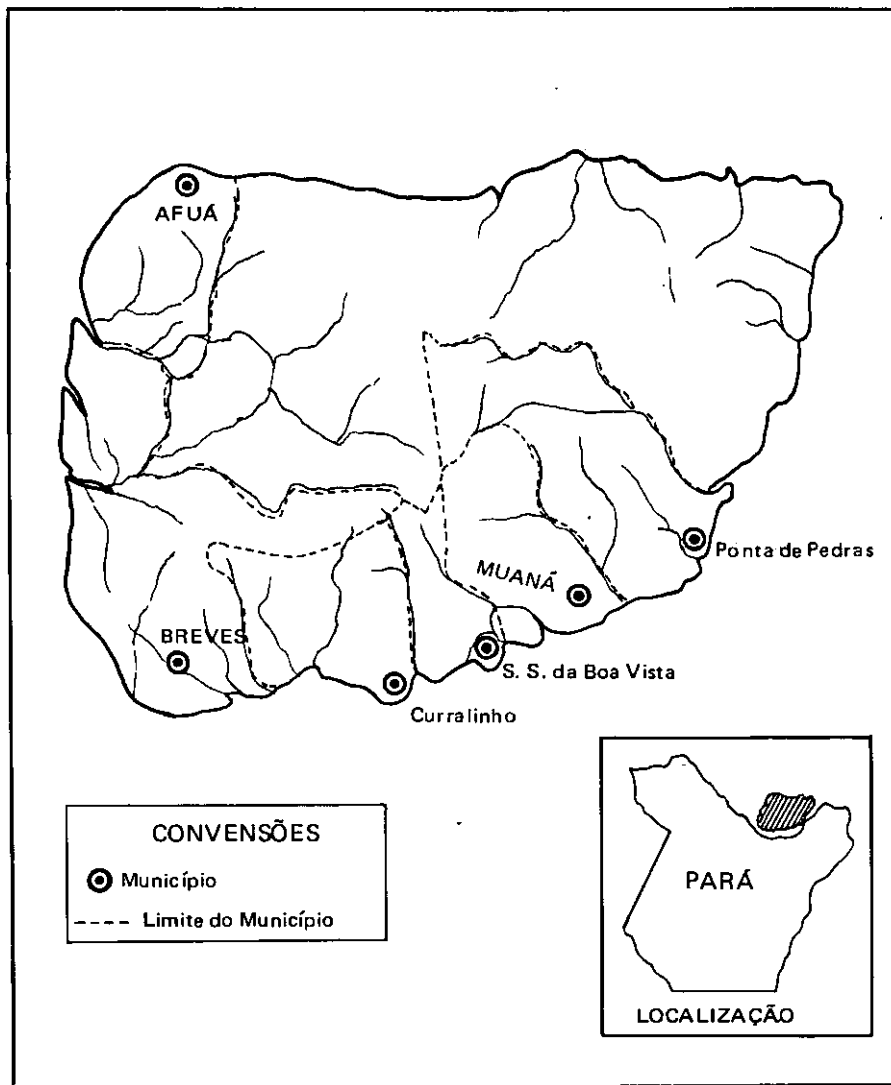 AFUÁ
Ponta de Pedras
MUANÁ
BREVES
S. S. da Boa Vista
Curralinho
CONVENSÕES
Município
Limite do Município
PARÁ
LOCALIZAÇÃO